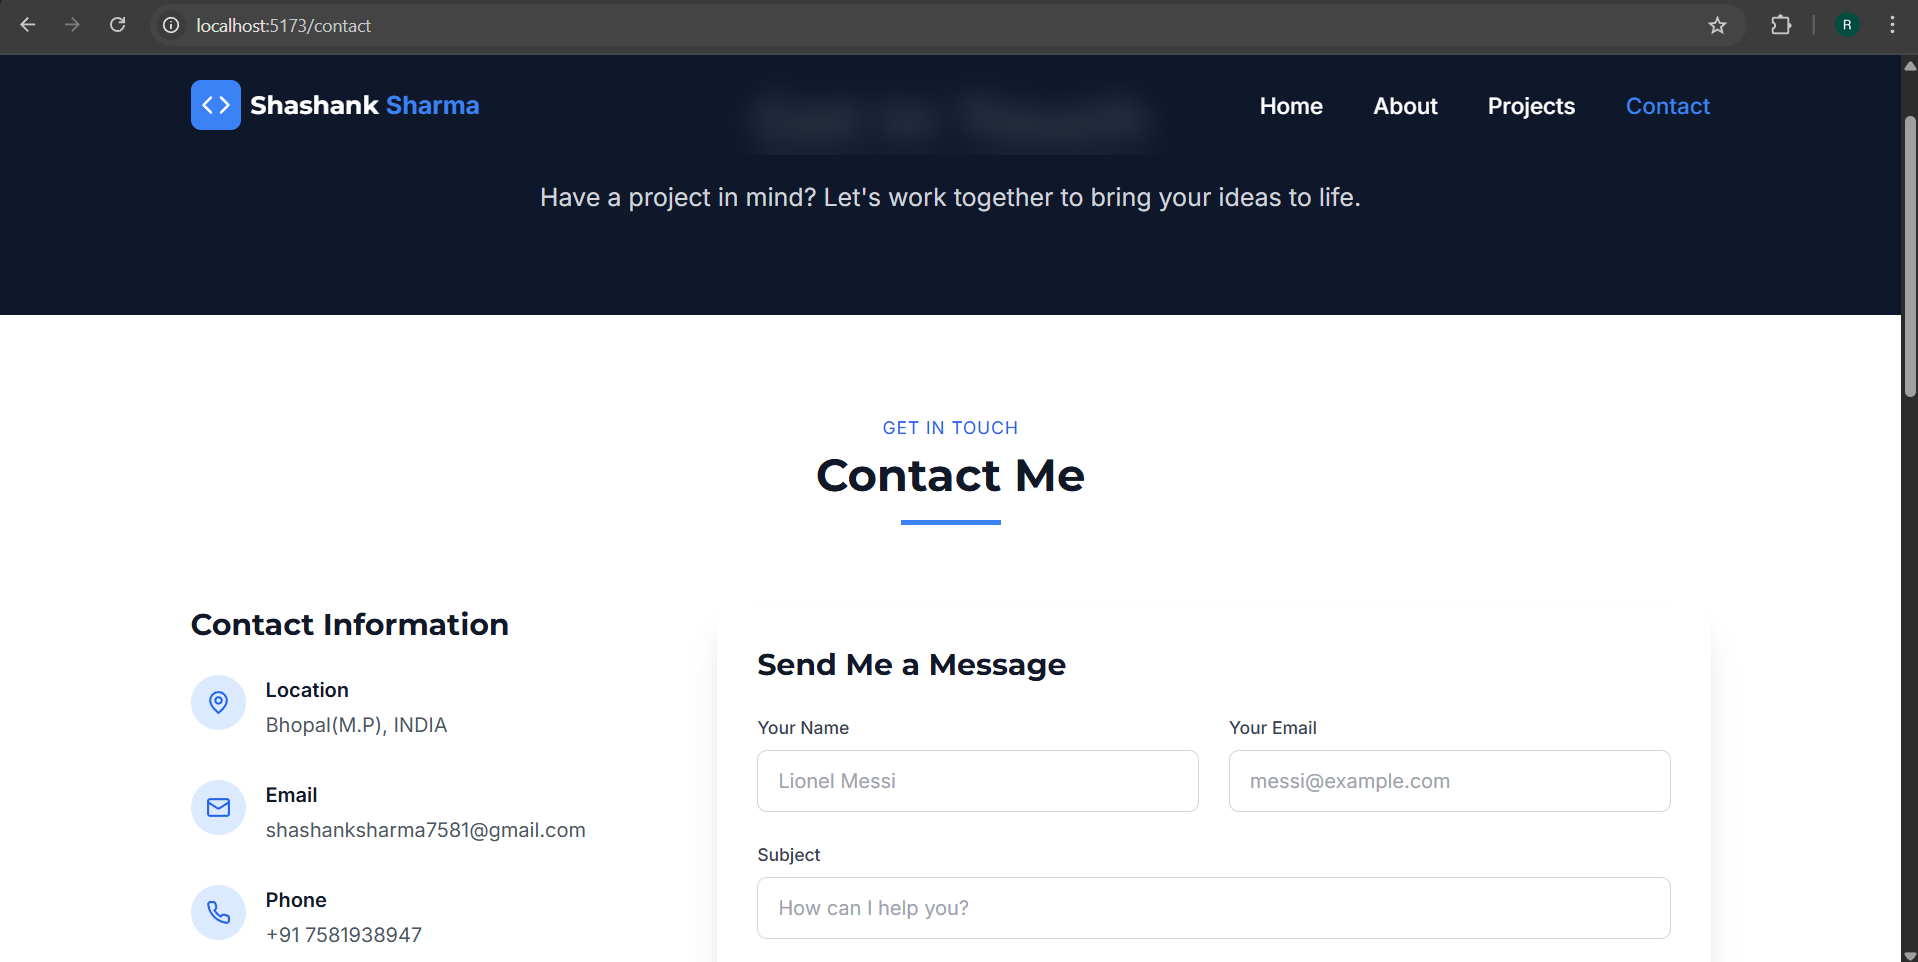 localhost:5173/contact
R
Shashank Sharma
Home About Projects Contact
Have a project in mind? Let's work together to bring your ideas to life.
GET IN TOUCH
Contact Me
Contact Information
Location
Bhopal(M.P), INDIA
Email
shashanksharma7581@gmail.com
Phone
+91 7581938947
Send Me a Message
Your Name
Lionel Messi
Your Email
messi@example.com
Subject
How can I help you?